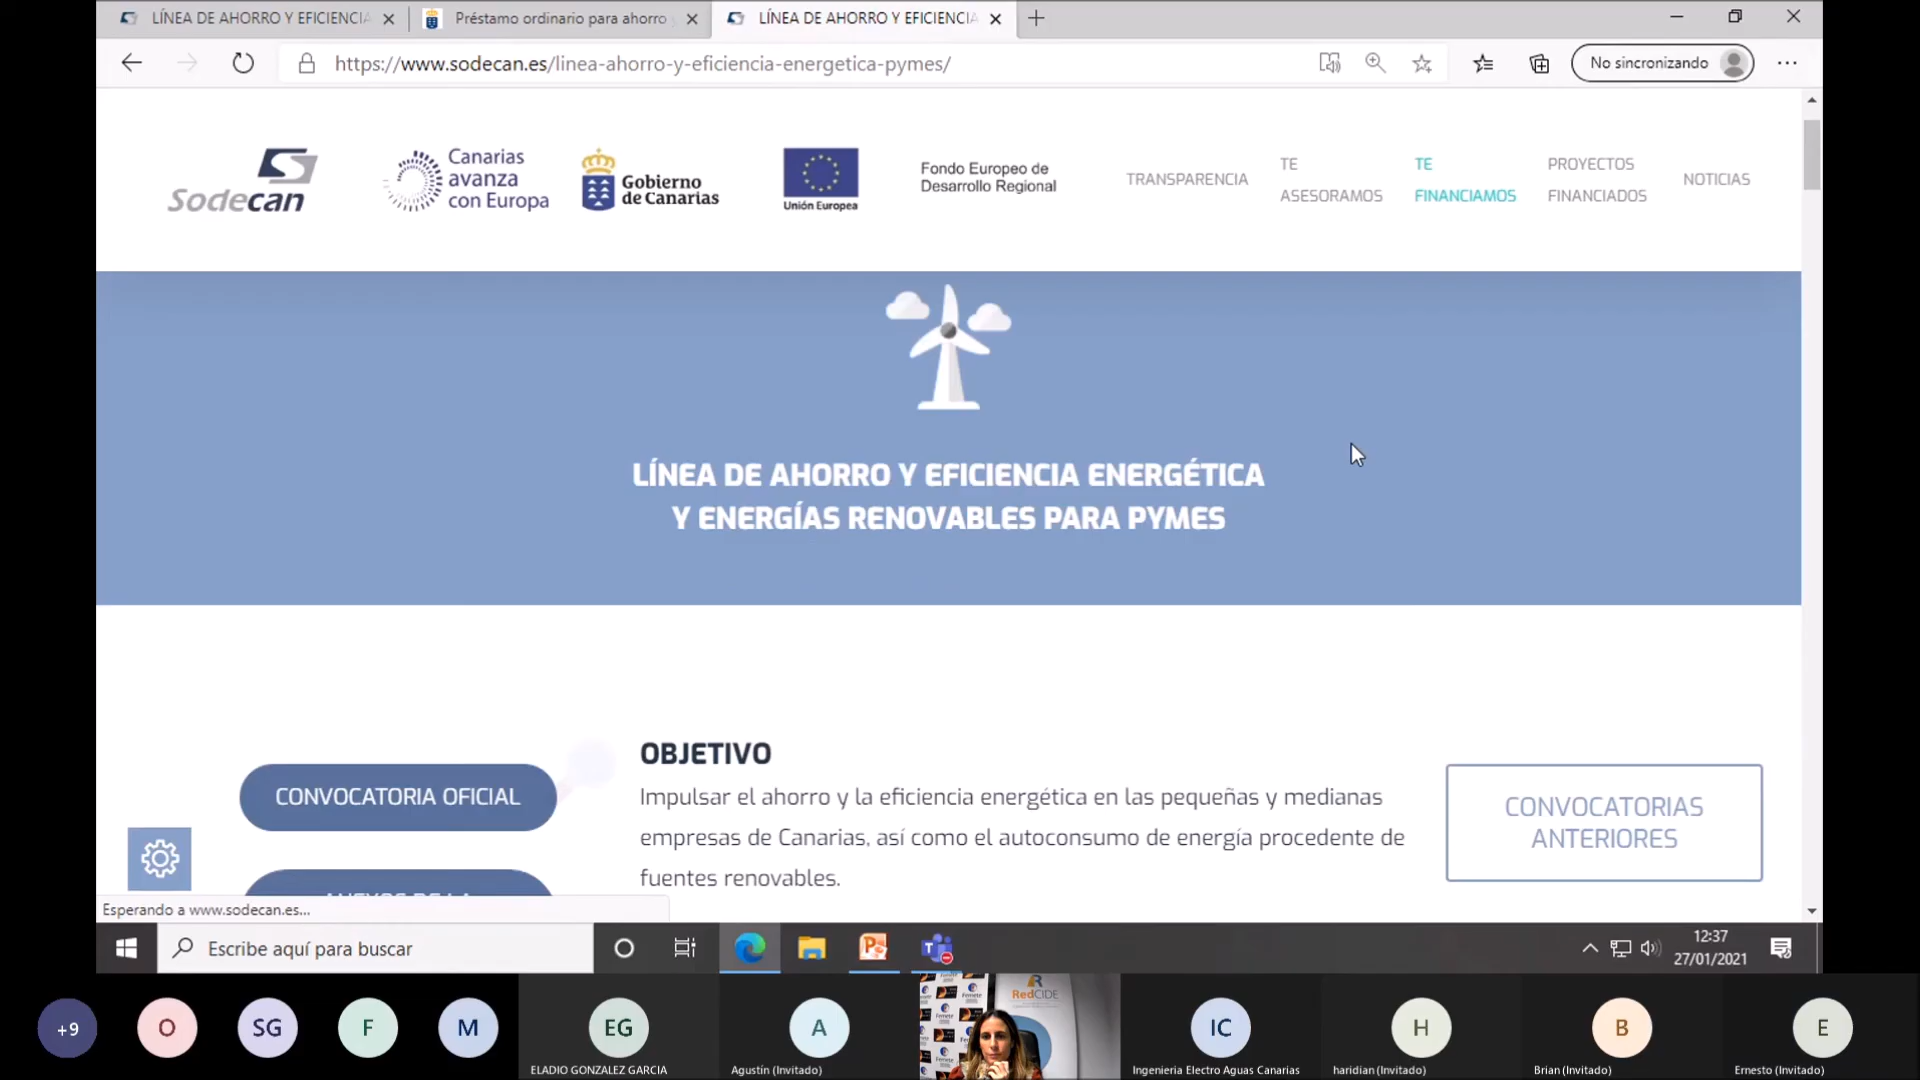 LÍNEA DE AHORRO Y EFICIENCIA
Préstamo ordinario para ahorro y
LÍNEA DE AHORRO Y EFICIENCIA
https://www.sodecan.es/linea-ahorro-y-eficiencia-energetica-pymes/
No sincronizando
Sodecan
Canarias
avanza
con Europa
Gobierno
de Canarias
Unión Europea
Fondo Europeo de
Desarrollo Regional
TRANSPARENCIA
TE
ASESORAMOS
TE
FINANCIAMOS
PROYECTOS
FINANCIADOS
NOTICIAS
LÍNEA DE AHORRO Y EFICIENCIA ENERGÉTICA
Y ENERGÍAS RENOVABLES PARA PYMES
CONVOCATORIA OFICIAL
ANEXOS DE LA
OBJETIVO
Impulsar el ahorro y la eficiencia energética en las pequeñas y medianas
empresas de Canarias, así como el autoconsumo de energía procedente de
fuentes renovables.
CONVOCATORIAS
ANTERIORES
Esperando a www.sodecan.es...
Escribe aquí para buscar
12:37
27/01/2021
+9
O
SG
F
M
EG
ELADIO GONZALEZ GARCIA
A
Agustín (Invitado)
RedCIDE
Femete
IC
Ingenieria Electro Aguas Canarias
H
haridian (Invitado)
B
Brian (Invitado)
E
Ernesto (Invitado)